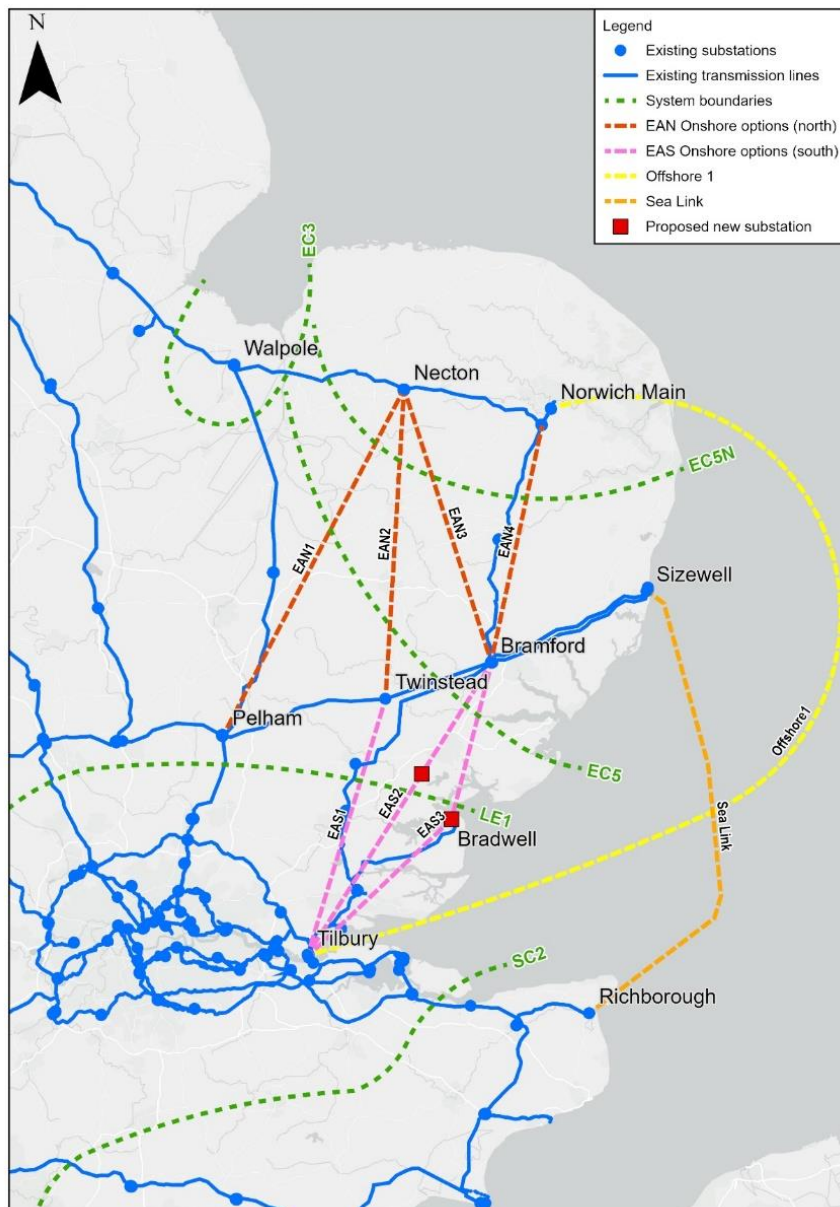 N
Legend
Existing substations
Existing transmission lines
System boundaries
EAN Onshore options (north)
EAS Onshore options (south)
Offshore 1
Sea Link
Proposed new substation
EC3
Walpole
Necton
Norwich Main
EC5N
EAN1
EAN2
EAN3
EAN4
Sizewell
Bramford
Twinstead
Pelham
Offshore1
EC5
EAS1
EAS2
EAS3
LE1
Bradwell
Sea Link
Tilbury
SC2
Richborough